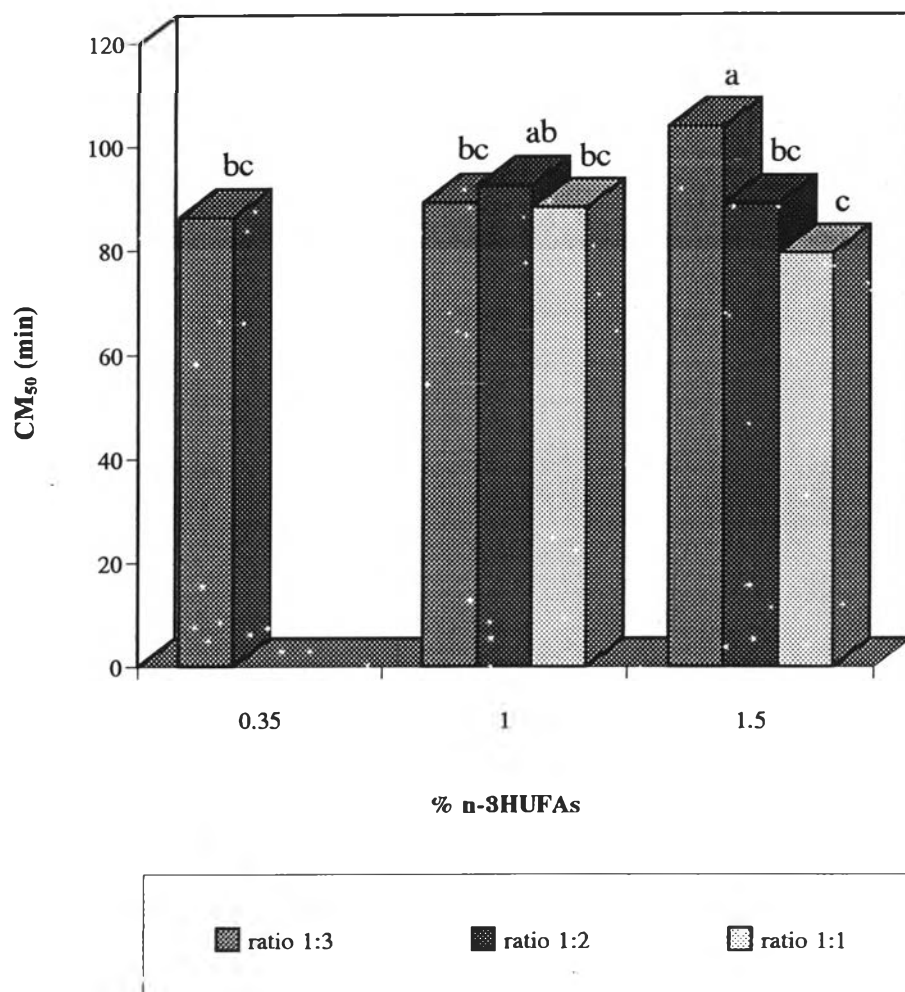 120
a
ab
bc
bc
bc
bc
100
c
80
CM₅₀ (min)
60
40
20
0
0.35
1
1.5
% n-3HUFAs
ratio 1:3
ratio 1:2
ratio 1:1